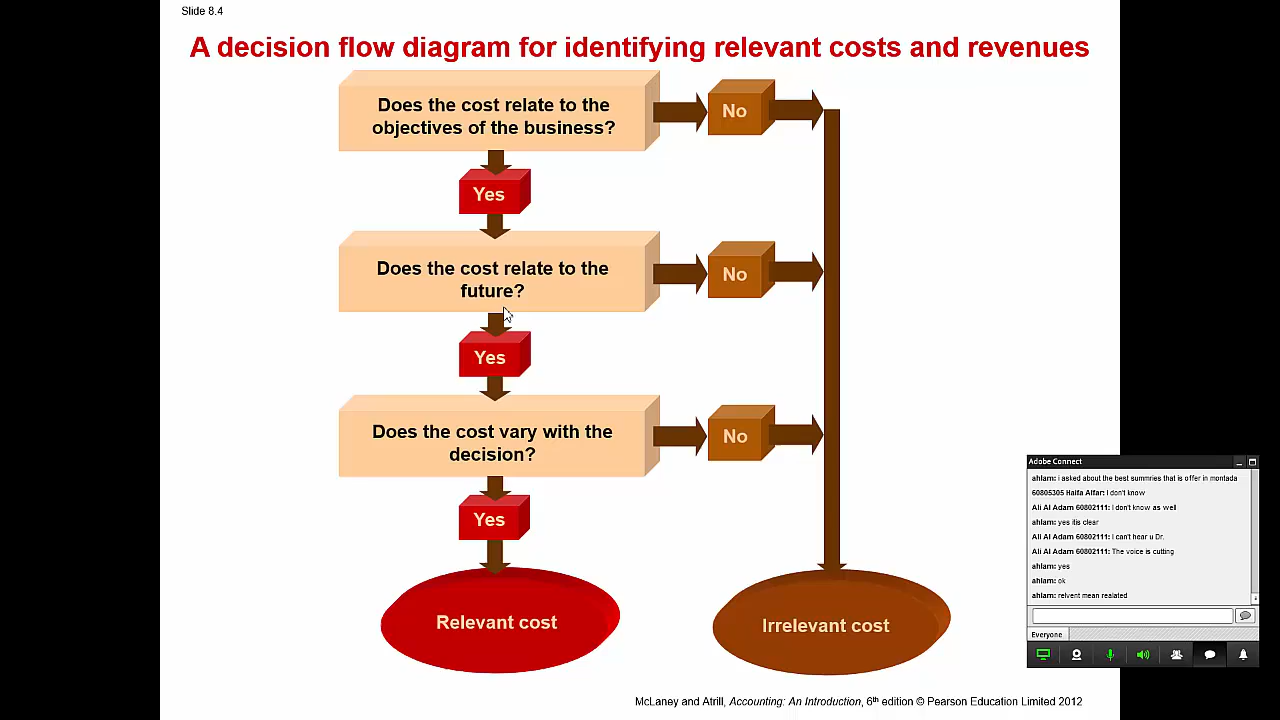 Slide 8.4
A decision flow diagram for identifying relevant costs and revenues
Does the cost relate to the
objectives of the business?
No
Yes
Does the cost relate to the
future?
No
Yes
Does the cost vary with the
decision?
No
Yes
Relevant cost
Irrelevant cost
Adobe Connect
ahlam: i asked about the best summries that is offer in montada
60805305 Haifa Alfar: I don't know
Ali Al Adam 60802111: I don't know as well
ahlam: yes itis clear
Ali Al Adam 60802111: I can't hear u Dr.
Ali Al Adam 60802111: The voice is cutting
ahlam: yes
ahlam: ok
ahlam: relvent mean realated
Everyone
McLaney and Atrill, Accounting: An Introduction, 6th edition © Pearson Education Limited 2012